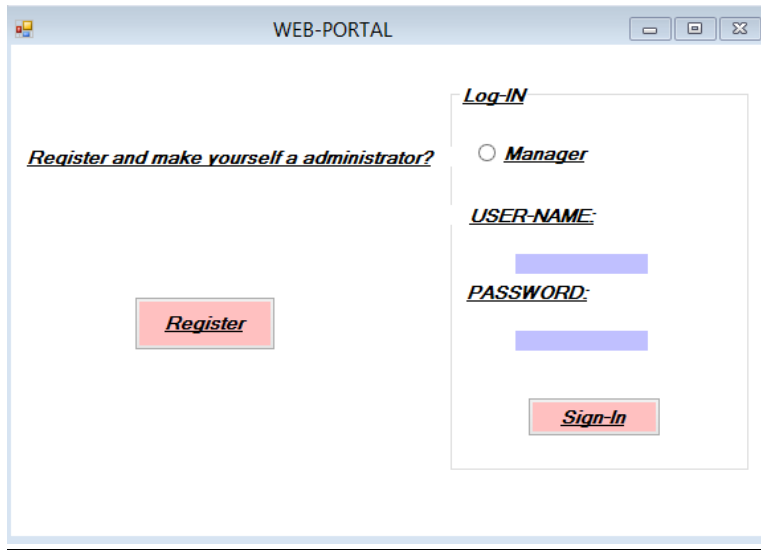 WEB-PORTAL
Log-IN
Register and make yourself a administrator?
Manager
USER-NAME:
PASSWORD:
Register
Sign-In